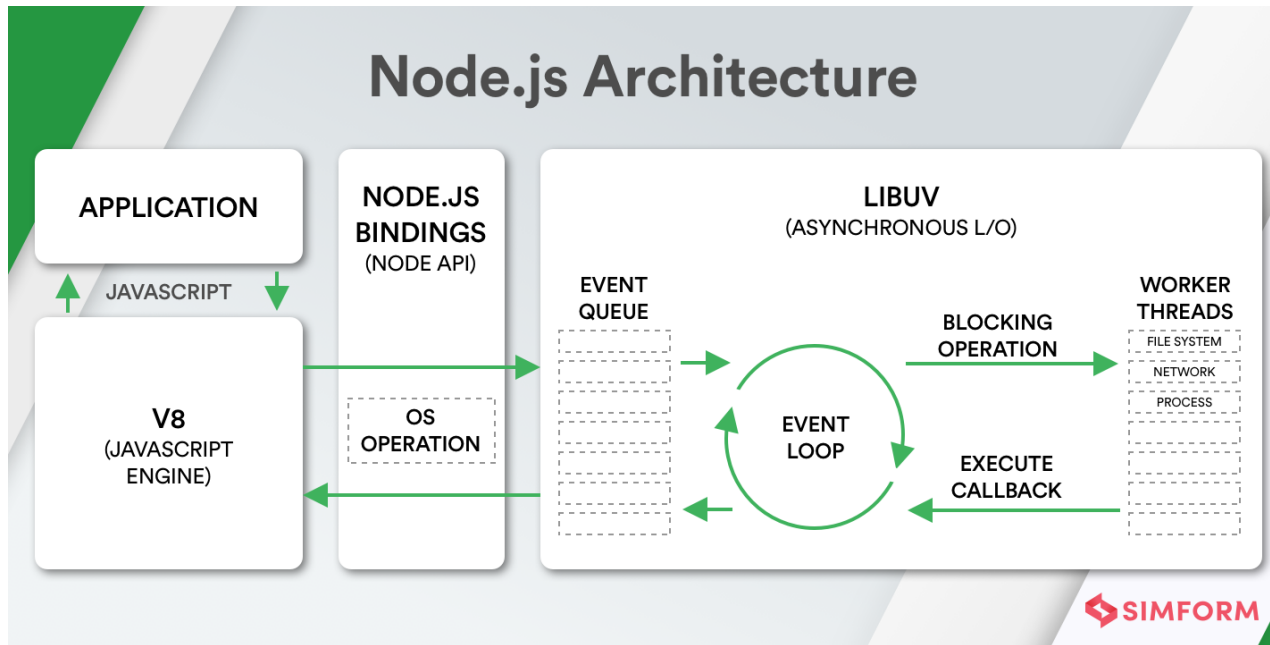 Node.js Architecture
APPLICATION
JAVASCRIPT
V8
(JAVASCRIPT
ENGINE)
NODE.JS
BINDINGS
(NODE API)
OS
OPERATION
LIBUV
(ASYNCHRONOUS L/O)
EVENT
QUEUE
EVENT
LOOP
BLOCKING
OPERATION
EXECUTE
CALLBACK
WORKER
THREADS
FILE SYSTEM
NETWORK
PROCESS
SIMFORM